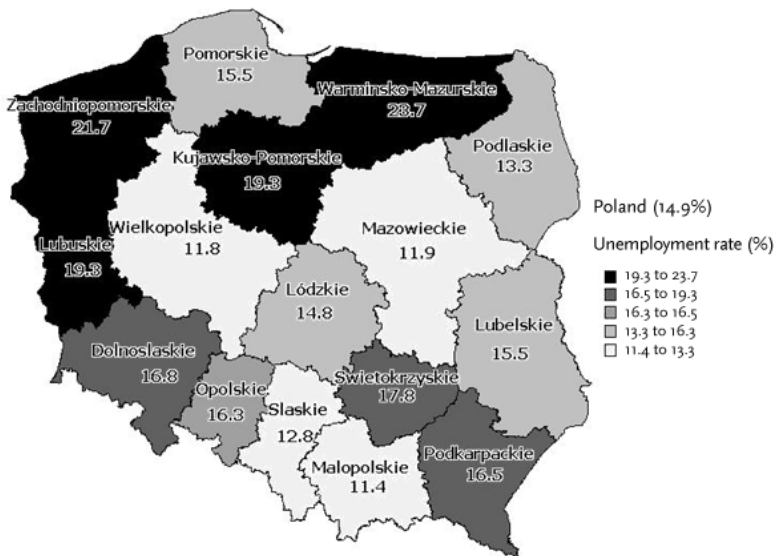 Pomorskie
15.5
Warminsko-Mazurskie
23.7
Zachodniopomorskie
21.7
Kujawsko-Pomorskie
19.3
Podlaskie
13.3
Wielkopolskie
11.8
Mazowieckie
11.9
Lubuskie
19.3
Lódzkie
14.8
Lubelskie
15.5
Dolnoslaskie
16.8
Opolskie
16.3
Slaskie
12.8
Swietokrzyskie
17.8
Malopolskie
11.4
Podkarpackie
16.5
Poland (14.9%)
Unemployment rate (%)
19.3 to 23.7
16.5 to 19.3
16.3 to 16.5
13.3 to 16.3
11.4 to 13.3